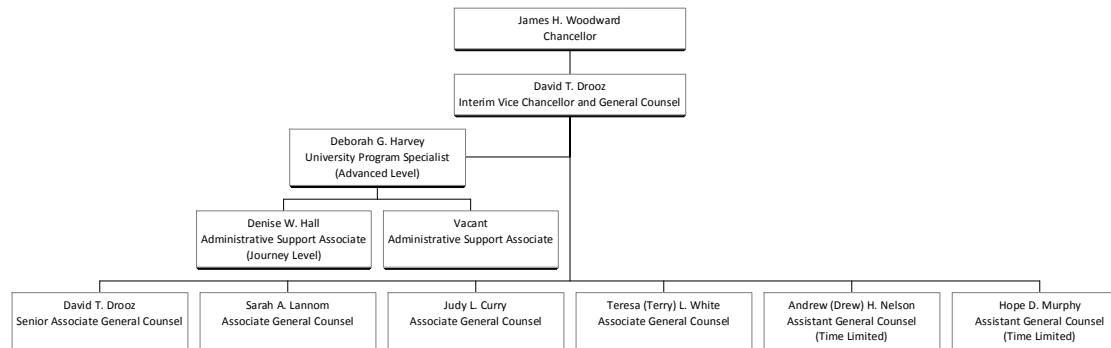 James H. Woodward
Chancellor
David T. Drooz
Interim Vice Chancellor and General Counsel
Deborah G. Harvey
University Program Specialist
(Advanced Level)
Denise W. Hall
Administrative Support Associate
(Journey Level)
Vacant
Administrative Support Associate
David T. Drooz
Senior Associate General Counsel
Sarah A. Lannom
Associate General Counsel
Judy L. Curry
Associate General Counsel
Teresa (Terry) L. White
Associate General Counsel
Andrew (Drew) H. Nelson
Assistant General Counsel
(Time Limited)
Hope D. Murphy
Assistant General Counsel
(Time Limited)